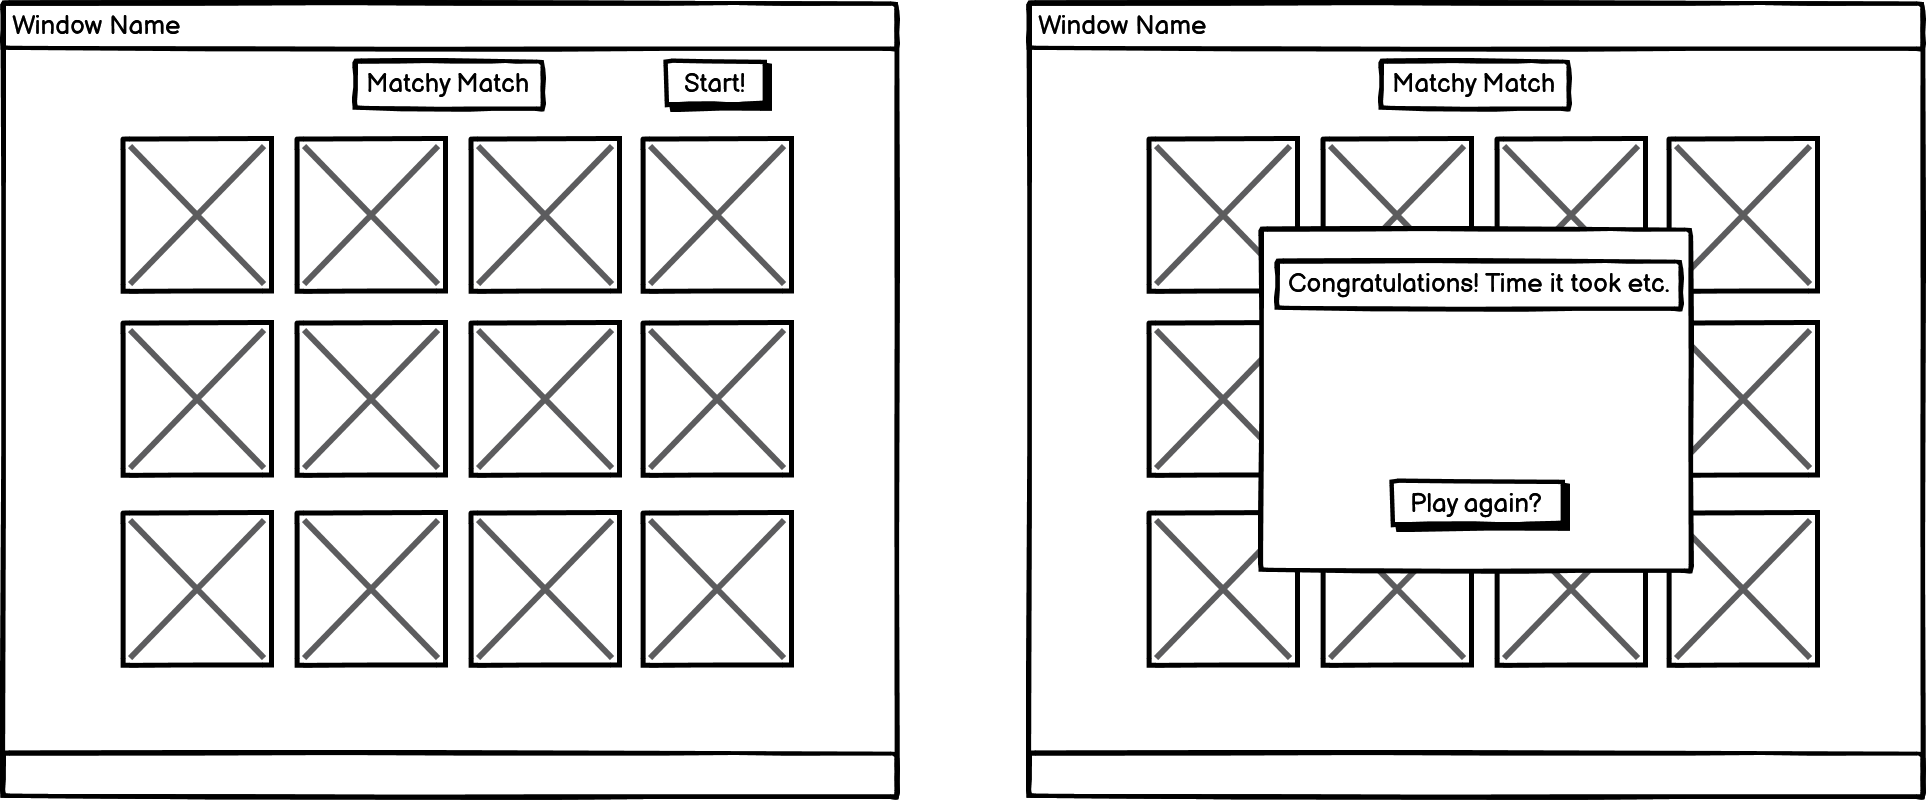 Window Name
Matchy Match
Start!
Window Name
Matchy Match
Congratulations! Time it took etc.
Play again?